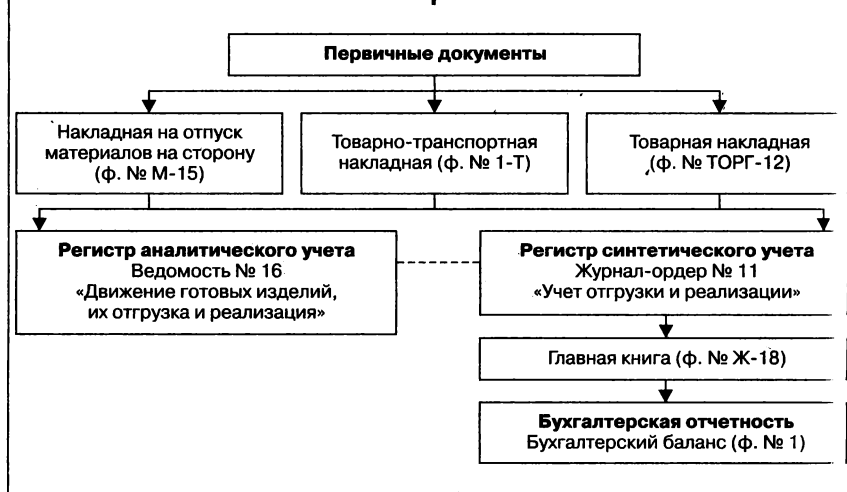 Первичные документы
Накладная на отпуск
материалов на сторону
(ф. № М-15)
Товарно-транспортная
накладная (ф. № 1-Т)
Товарная накладная
(ф. № ТОРГ-12)
Регистр аналитического учета
Ведомость № 16
«Движение готовых изделий,
их отгрузка и реализация»
Регистр синтетического учета
Журнал-ордер № 11
«Учет отгрузки и реализации»
Главная книга (ф. № Ж-18)
Бухгалтерская отчетность
Бухгалтерский баланс (ф. № 1)